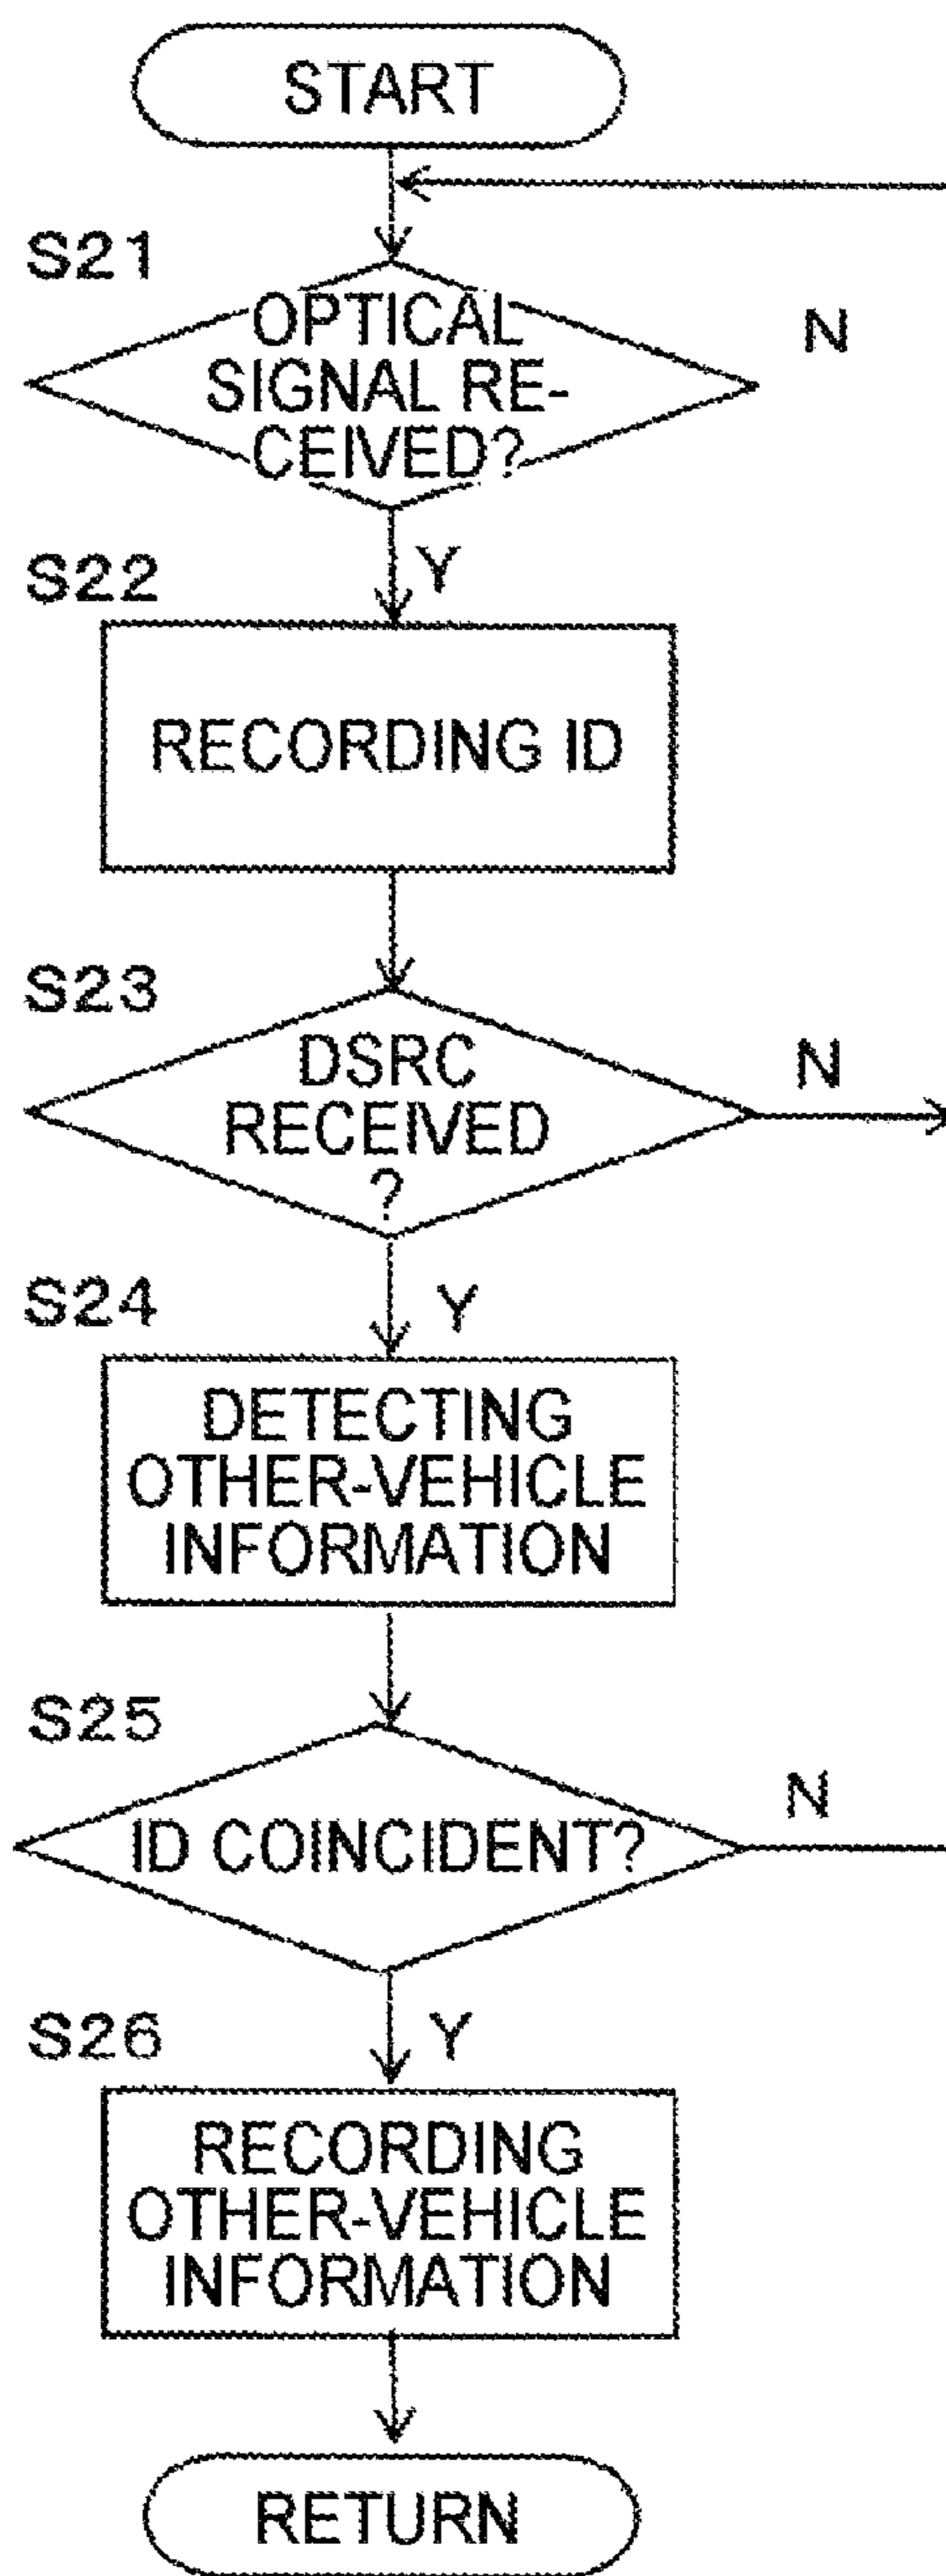 START
S21
OPTICAL
SIGNAL RE-
CEIVED?
N
S22
Y
RECORDING ID
S23
DSRC
RECEIVED
?
N
S24
Y
DETECTING
OTHER-VEHICLE
INFORMATION
S25
ID COINCIDENT?
N
S26
Y
RECORDING
OTHER-VEHICLE
INFORMATION
RETURN